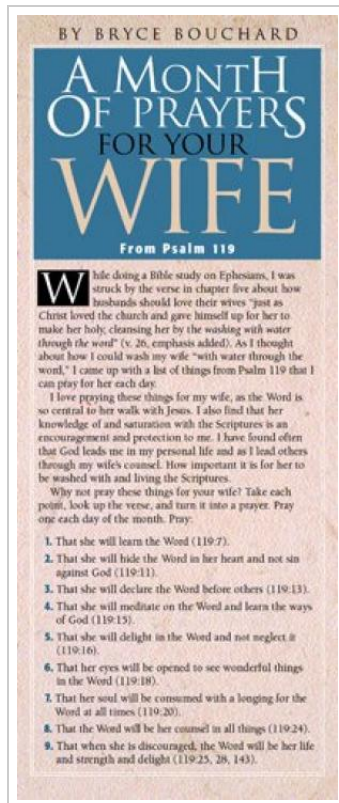 BY BRYCE BOUCHARD
A MONTH
OF PRAYERS
FOR YOUR
WIFE
From Psalm 119
While doing a Bible study on Ephesians, I was
struck by the verse in chapter five about how
husbands should love their wives "just as
Christ loved the church and gave himself up for her to
make her holy, cleansing her by the washing with water
through the word" (v. 26, emphasis added). As I thought
about how I could wash my wife "with water through the
word," I came up with a list of things from Psalm 119 that I
can pray for her each day.
I love praying these things for my wife, as the Word is
so central to her walk with Jesus. I also find that her
knowledge of and saturation with the Scriptures is an
encouragement and protection to me. I have found often
that God leads me in my personal life and as I lead others
through my wife's counsel. How important it is for her to
be washed with and living the Scriptures.
Why not pray these things for your wife? Take each
point, look up the verse, and turn it into a prayer. Pray
one each day of the month. Pray:
1. That she will learn the Word (119:7).
2. That she will hide the Word in her heart and not sin
against God (119:11).
3. That she will declare the Word before others (119:13).
4. That she will meditate on the Word and learn the ways
of God (119:15).
5. That she will delight in the Word and not neglect it
(119:16).
6. That her eyes will be opened to see wonderful things
in the Word (119:18).
7. That her soul will be consumed with a longing for the
Word at all times (119:20).
8. That the Word will be her counsel in all things (119:24).
9. That when she is discouraged, the Word will be her life
and strength and delight (119:25, 28, 143).